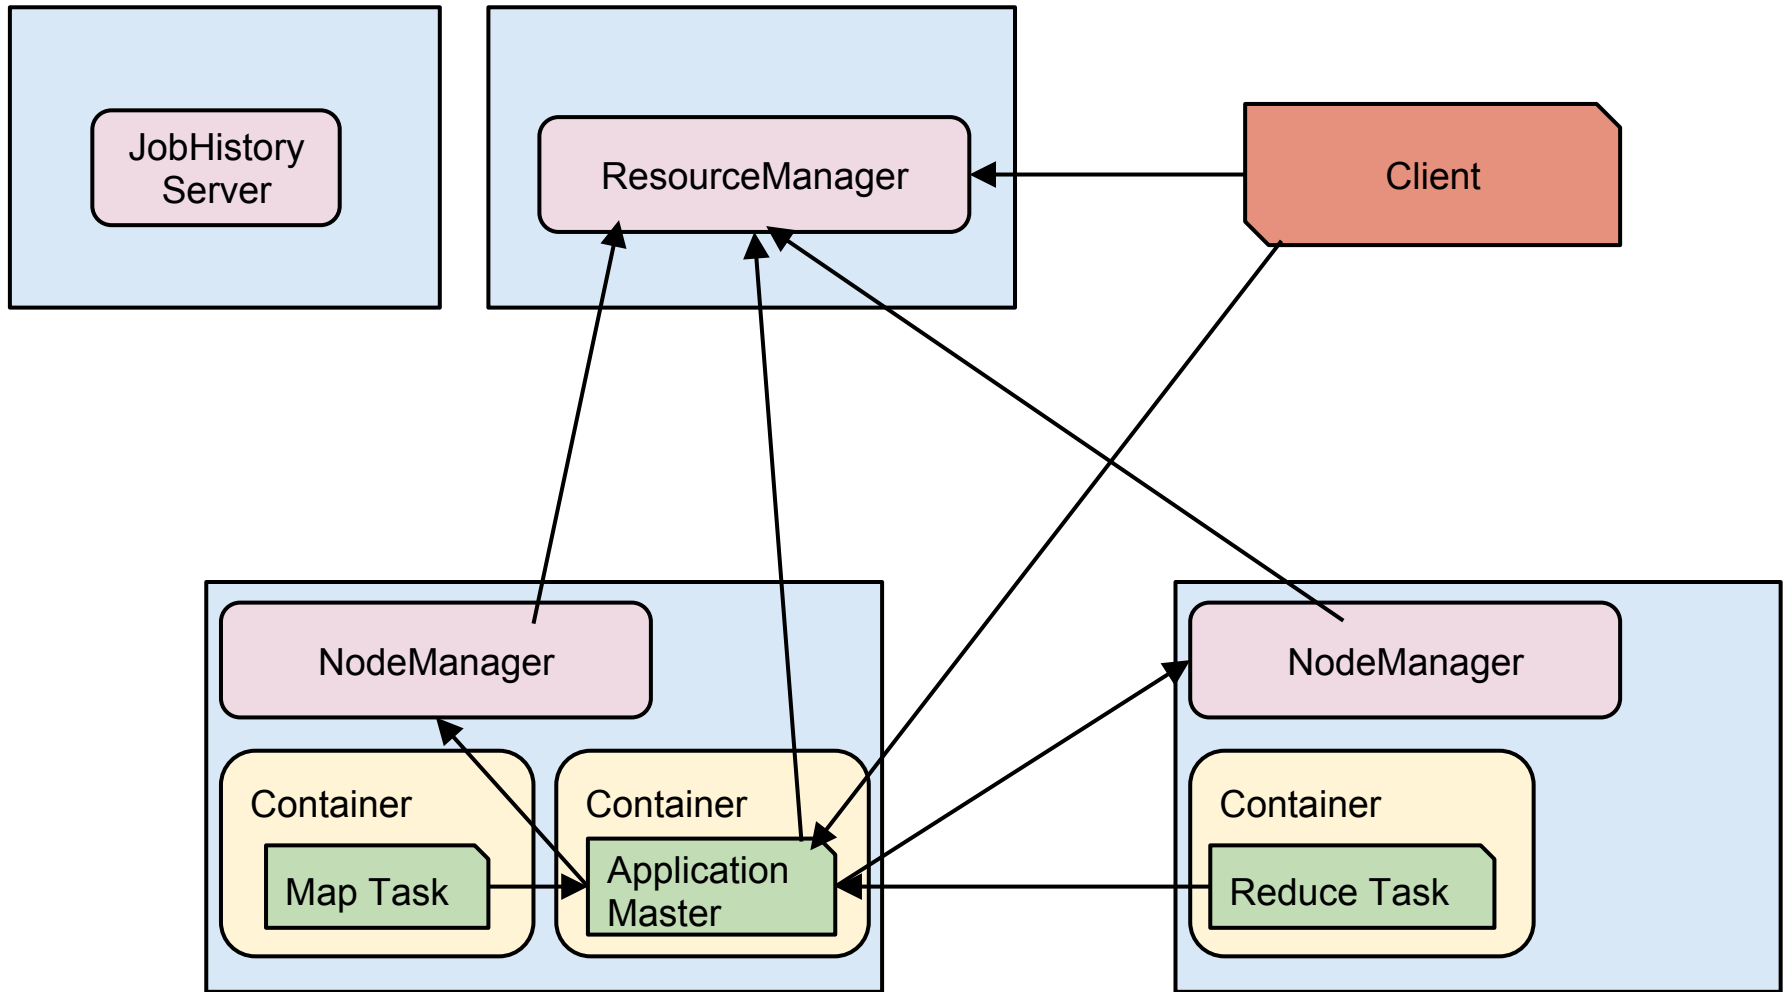 JobHistory
Server
ResourceManager
Client
NodeManager
NodeManager
Container
Container
Container
Map Task
Application
Master
Reduce Task